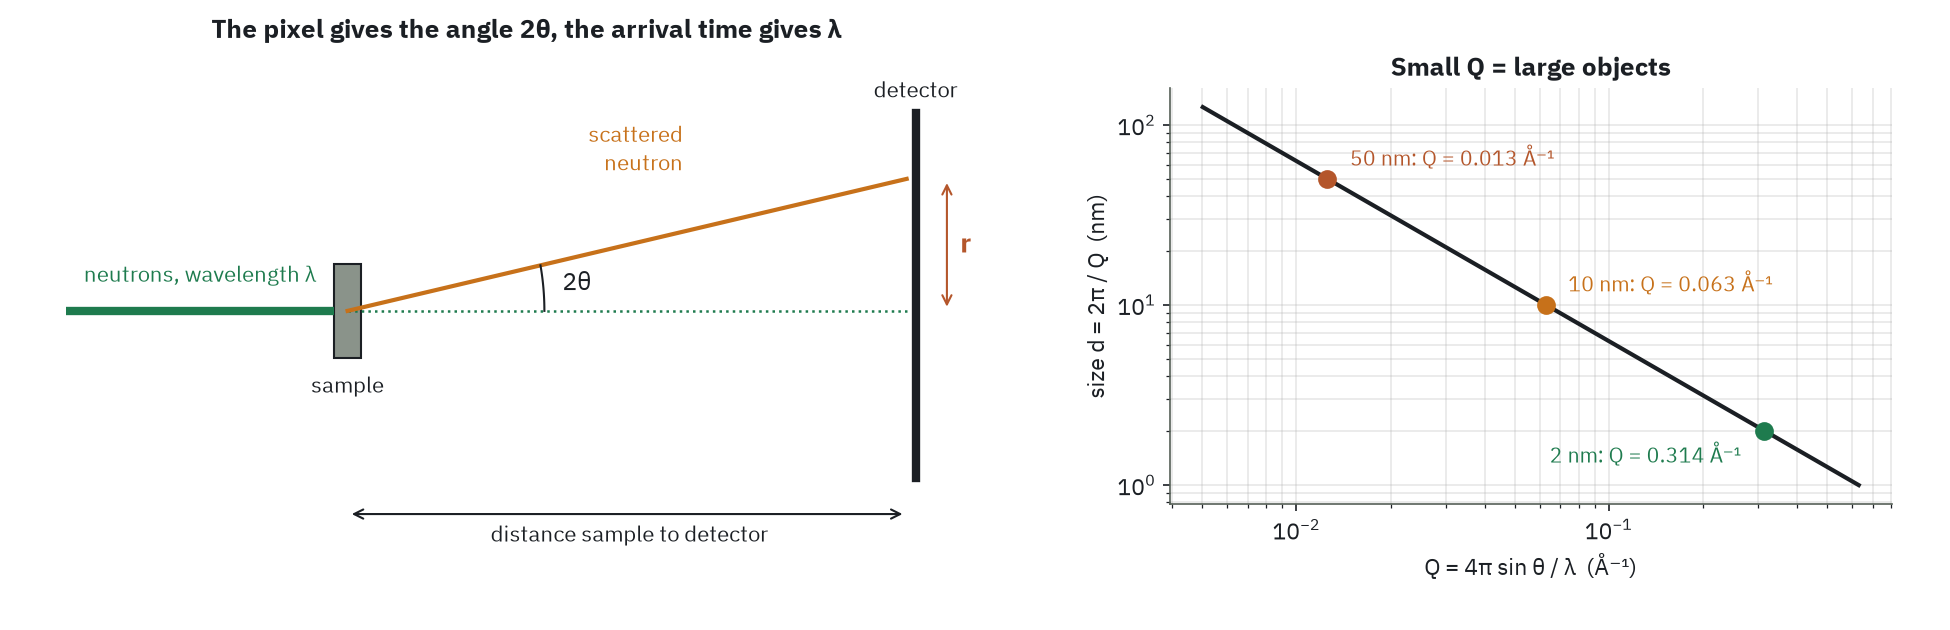 The pixel gives the angle 2θ, the arrival time gives λ
detector
scattered
neutron
neutrons, wavelength λ
2θ
r
sample
distance sample to detector
Small Q = large objects
size d = 2π / Q (nm)
10²
10¹
10⁰
50 nm: Q = 0.013 Å⁻¹
10 nm: Q = 0.063 Å⁻¹
2 nm: Q = 0.314 Å⁻¹
10⁻²
10⁻¹
Q = 4π sin θ / λ (Å⁻¹)